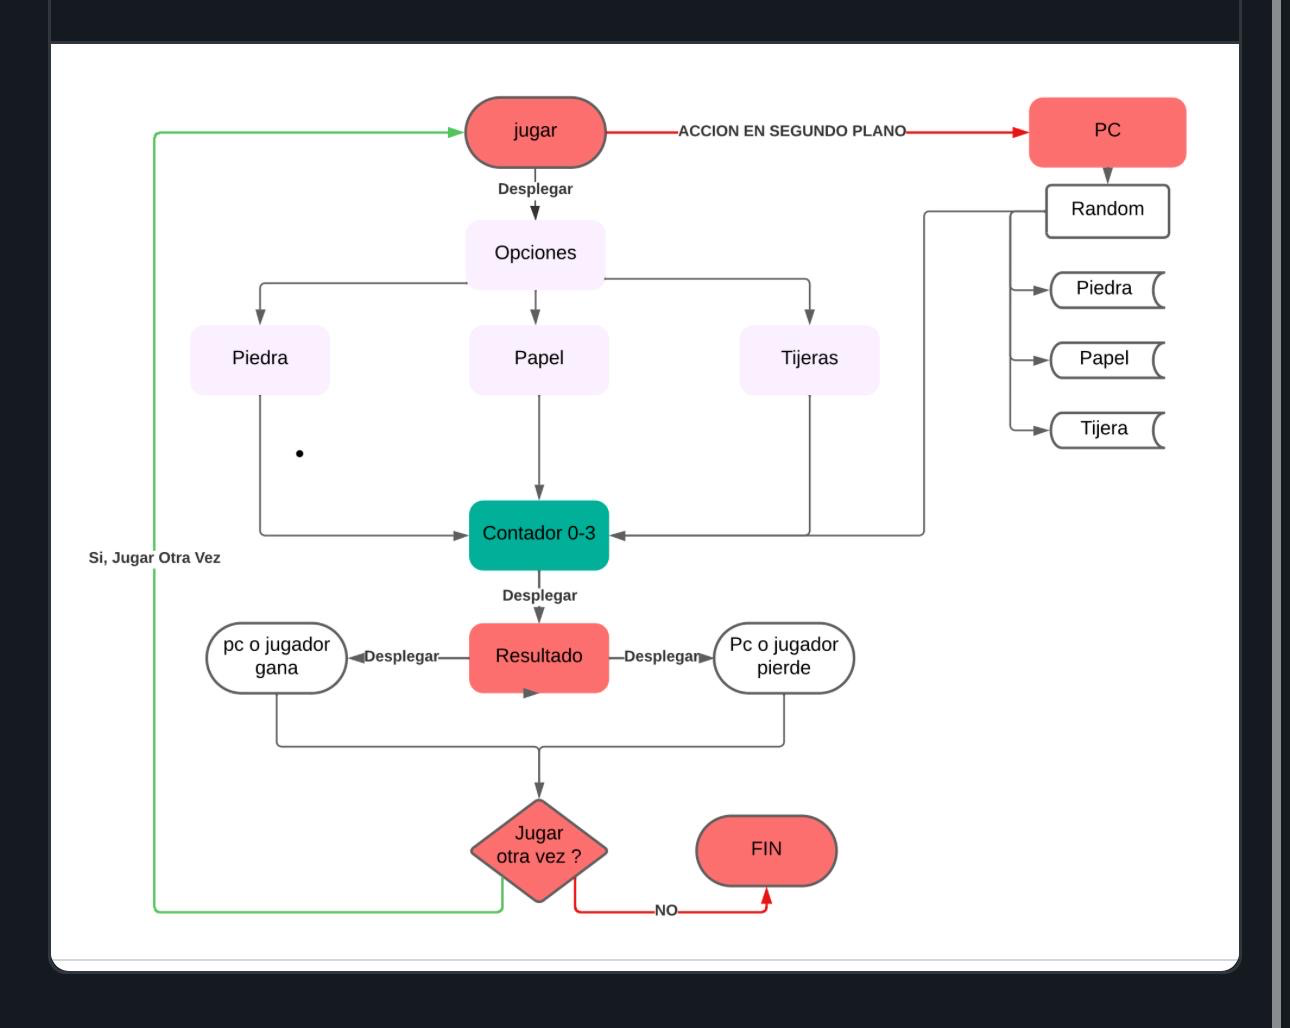 jugar
ACCION EN SEGUNDO PLANO
PC
Desplegar
Random
Opciones
Piedra
Piedra
Papel
Tijeras
Papel
Tijera
Contador 0-3
Si, Jugar Otra Vez
Desplegar
pc o jugador
gana
Desplegar
Resultado
Desplegar
Pc o jugador
pierde
Jugar
otra vez ?
FIN
NO